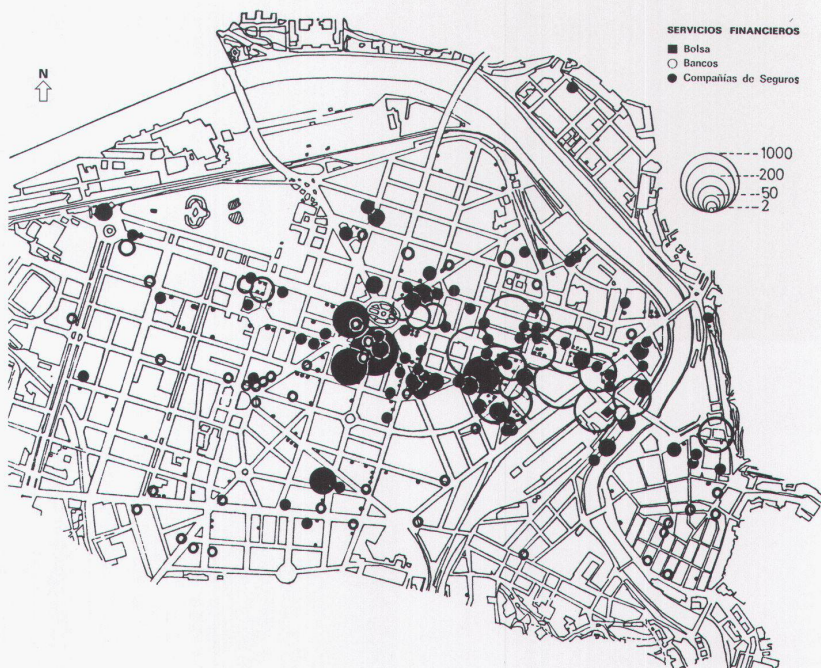 SERVICIOS FINANCIEROS
Bolsa
Bancos
Compañías de Seguros
N
1000
200
50
2